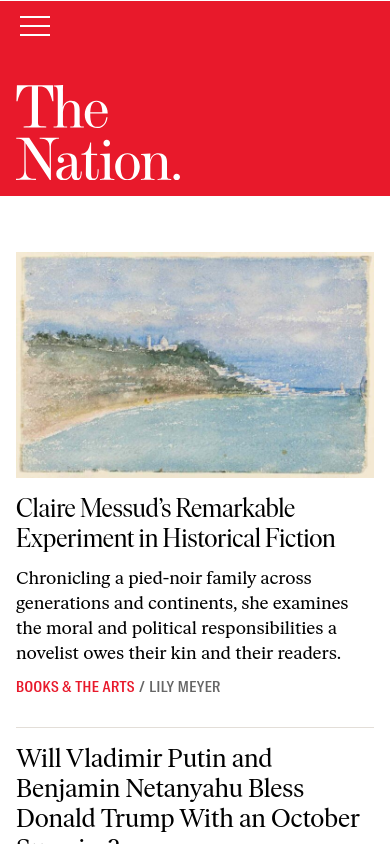 The
Nation.
Claire Messud’s Remarkable
Experiment in Historical Fiction
Chronicling a pied-noir family across
generations and continents, she examines
the moral and political responsibilities a
novelist owes their kin and their readers.
BOOKS & THE ARTS / LILY MEYER
Will Vladimir Putin and
Benjamin Netanyahu Bless
Donald Trump With an October